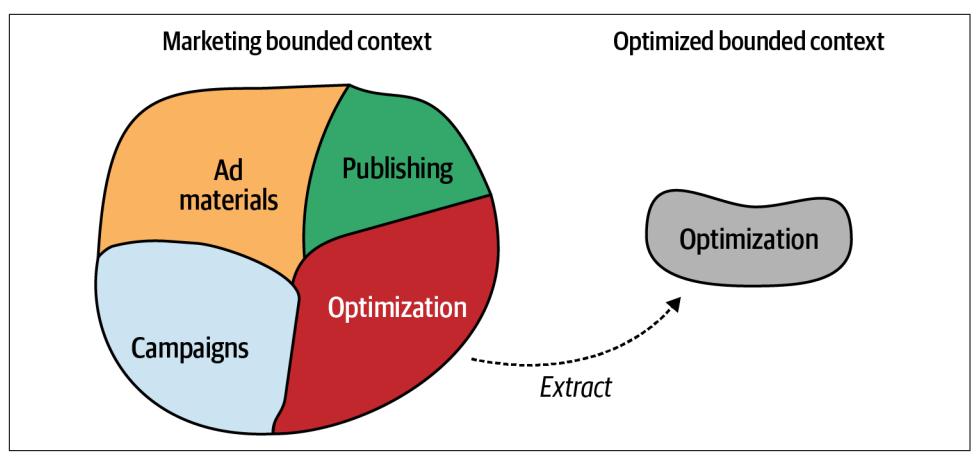 Marketing bounded context
Optimized bounded context
Ad
materials
Publishing
Optimization
Campaigns
Optimization
Extract